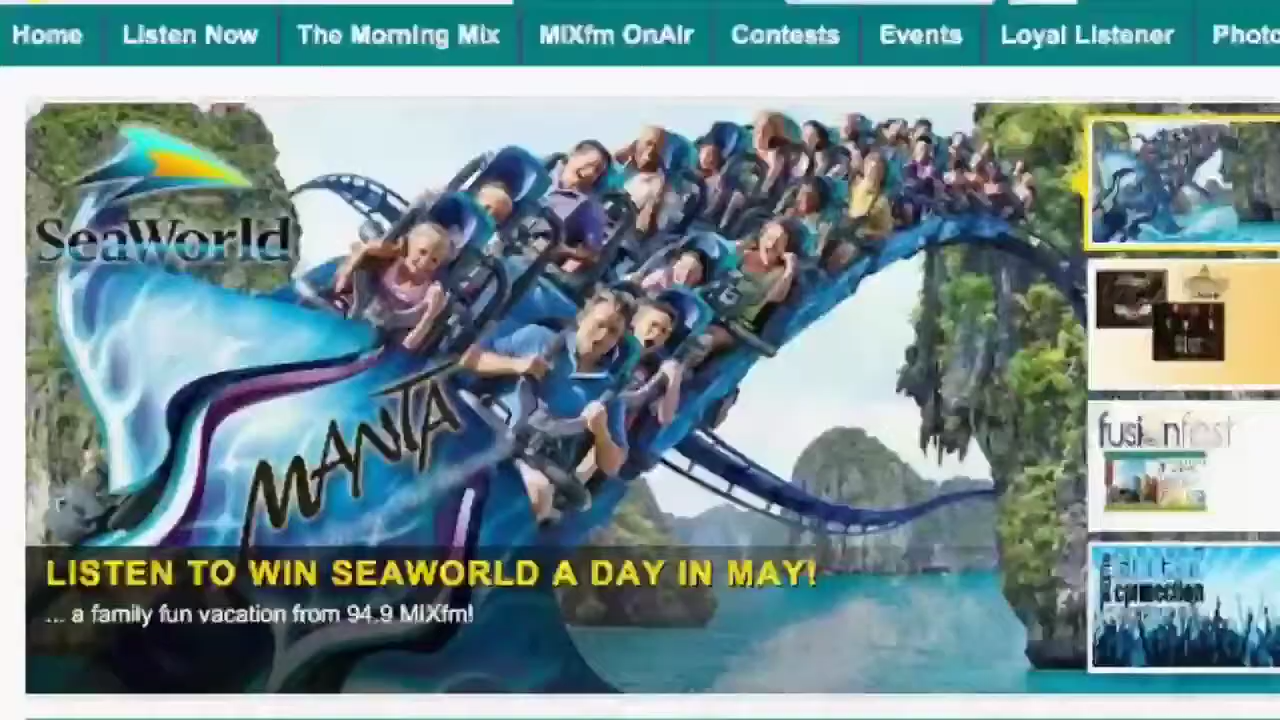 Home Listen Now The Morning Mix MIXfm OnAir Contests Events Loyal Listener Photo
SeaWorld
MANTA
LISTEN TO WIN SEAWORLD A DAY IN MAY!
... a family fun vacation from 94.9 MIXfm!